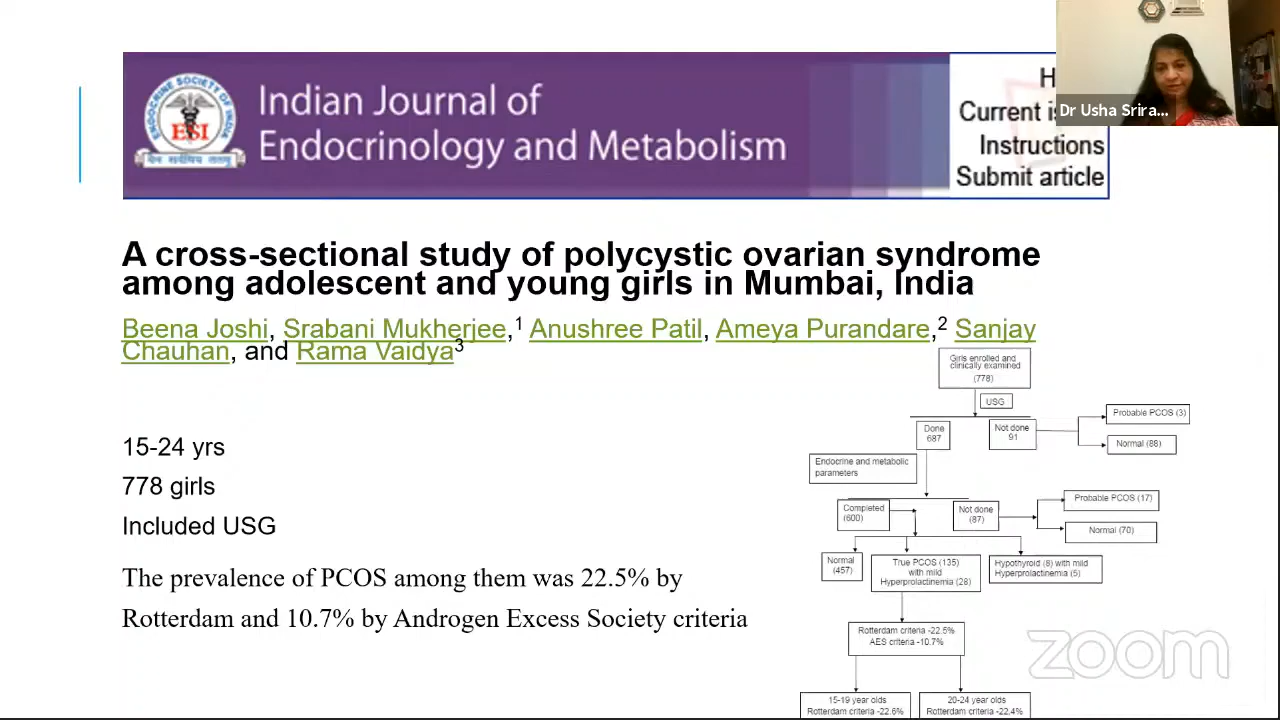 ENDOCRINE SOCIETY OF INDIA
ESI
Indian Journal of
Endocrinology and Metabolism
H
Current is
Instructions
Submit article
Dr Usha Srira...
A cross-sectional study of polycystic ovarian syndrome
among adolescent and young girls in Mumbai, India
Beena Joshi, Srabani Mukherjee,1 Anushree Patil, Ameya Purandare,2 Sanjay
Chauhan, and Rama Vaidya3
15-24 yrs
778 girls
Included USG
The prevalence of PCOS among them was 22.5% by
Rotterdam and 10.7% by Androgen Excess Society criteria
Girls enrolled and
clinically examined
(778)
USG
Done
687
Not done
91
Probable PCOS (3)
Normal (88)
Endocrine and metabolic
parameters
Completed
(600)
Not done
(87)
Probable PCOS (17)
Normal (70)
Normal
(457)
True PCOS (135)
with mild
Hyperprolactinemia (28)
Hypothyroid (8) with mild
Hyperprolactinemia (5)
Rotterdam criteria -22.5%
AES criteria -10.7%
15-19 year olds
Rotterdam criteria -22.6%
20-24 year olds
Rotterdam criteria -22.4%
zoom